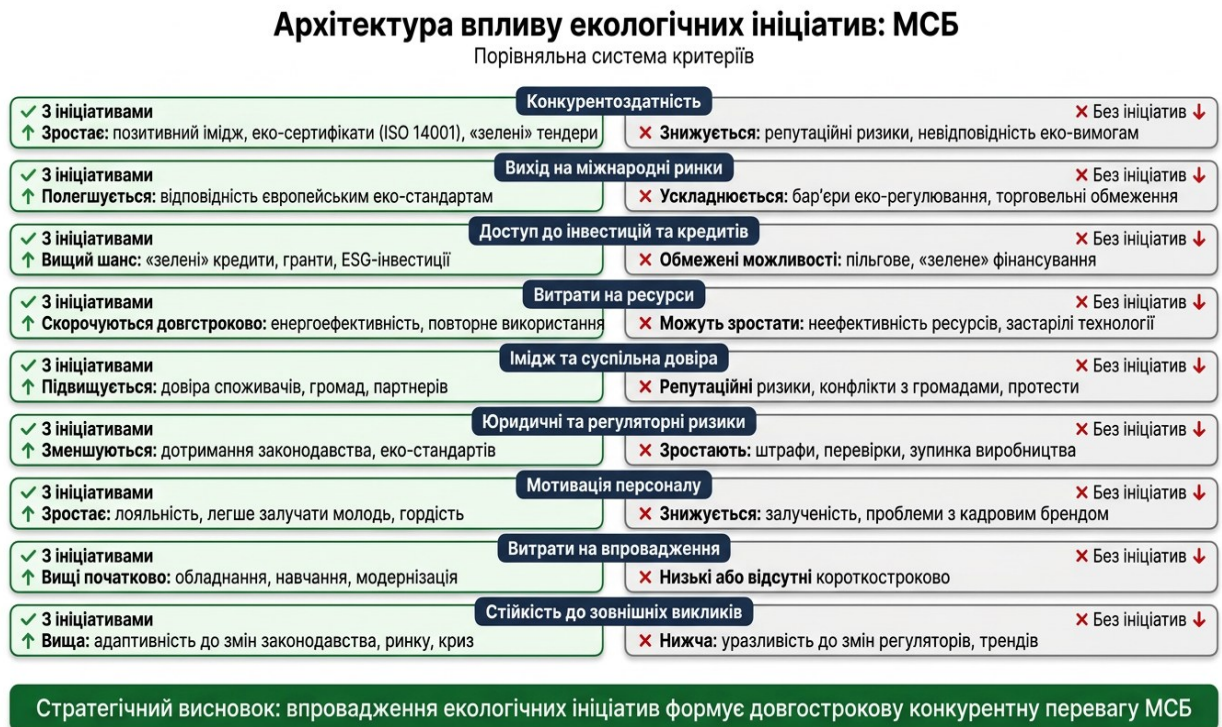 Архітектура впливу екологічних ініціатив: МСБ
Порівняльна система критеріїв
Конкурентоздатність
✓ З ініціативами
↑ Зростає: позитивний імідж, еко-сертифікати (ISO 14001), «зелені» тендери
× Без ініціатив ↓
× Знижується: репутаційні ризики, невідповідність еко-вимогам
Вихід на міжнародні ринки
✓ З ініціативами
↑ Полегшується: відповідність європейським еко-стандартам
× Без ініціатив ↓
× Ускладнюється: бар’єри еко-регулювання, торговельні обмеження
Доступ до інвестицій та кредитів
✓ З ініціативами
↑ Вищий шанс: «зелені» кредити, гранти, ESG-інвестиції
× Без ініціатив ↓
× Обмежені можливості: пільгове, «зелене» фінансування
Витрати на ресурси
✓ З ініціативами
↑ Скорочуються довгстроково: енергоефективність, повторне використання
× Без ініціатив ↓
× Можуть зростати: неефективність ресурсів, застарілі технології
Імідж та суспільна довіра
✓ З ініціативами
↑ Підвищується: довіра споживачів, громад, партнерів
× Без ініціатив ↓
× Репутаційні ризики, конфлікти з громадами, протести
Юридичні та регуляторні ризики
✓ З ініціативами
↑ Зменшуються: дотримання законодавства, еко-стандартів
× Без ініціатив ↓
× Зростають: штрафи, перевірки, зупинка виробництва
Мотивація персоналу
✓ З ініціативами
↑ Зростає: лояльність, легше залучати молодь, гордість
× Без ініціатив ↓
× Знижується: залученість, проблеми з кадровим брендом
Витрати на впровадження
✓ З ініціативами
↑ Вищі початково: обладнання, навчання, модернізація
× Без ініціатив ↓
× Низькі або відсутні короткостроково
Стійкість до зовнішніх викликів
✓ З ініціативами
↑ Вища: адаптивність до змін законодавства, ринку, криз
× Без ініціатив ↓
× Нижча: уразливість до змін регуляторів, трендів
Стратегічний висновок: впровадження екологічних ініціатив формує довгострокову конкурентну перевагу МСБ